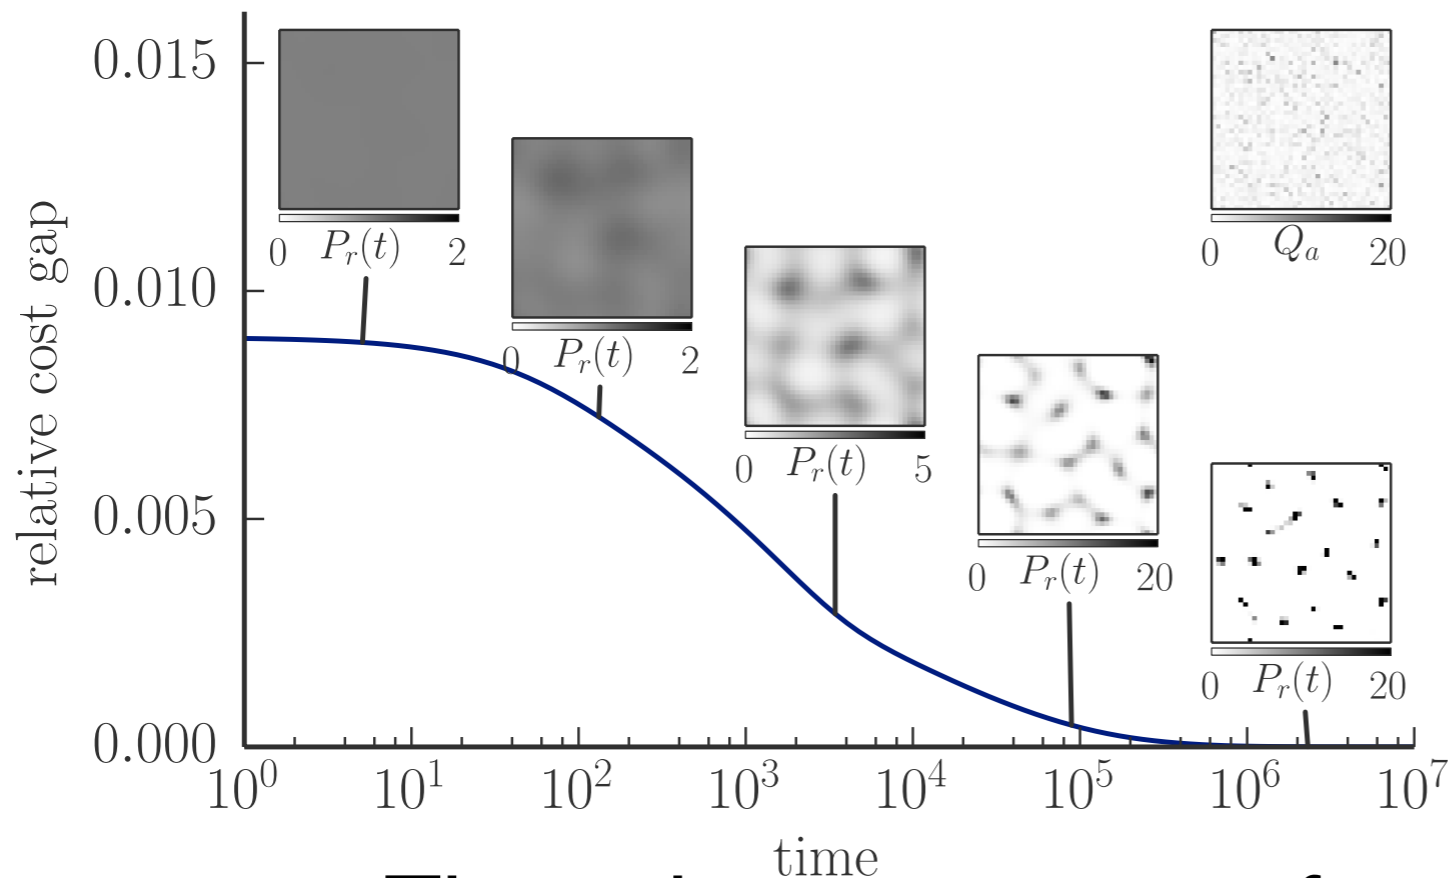 0.015
0.010
0.005
0.000
relative cost gap
0 P_r(t) 2
0 P_r(t) 2
0 P_r(t) 5
0 P_r(t) 20
0 P_r(t) 20
0 Q_a 20
10^0 10^1 10^2 10^3 10^4 10^5 10^6 10^7
time